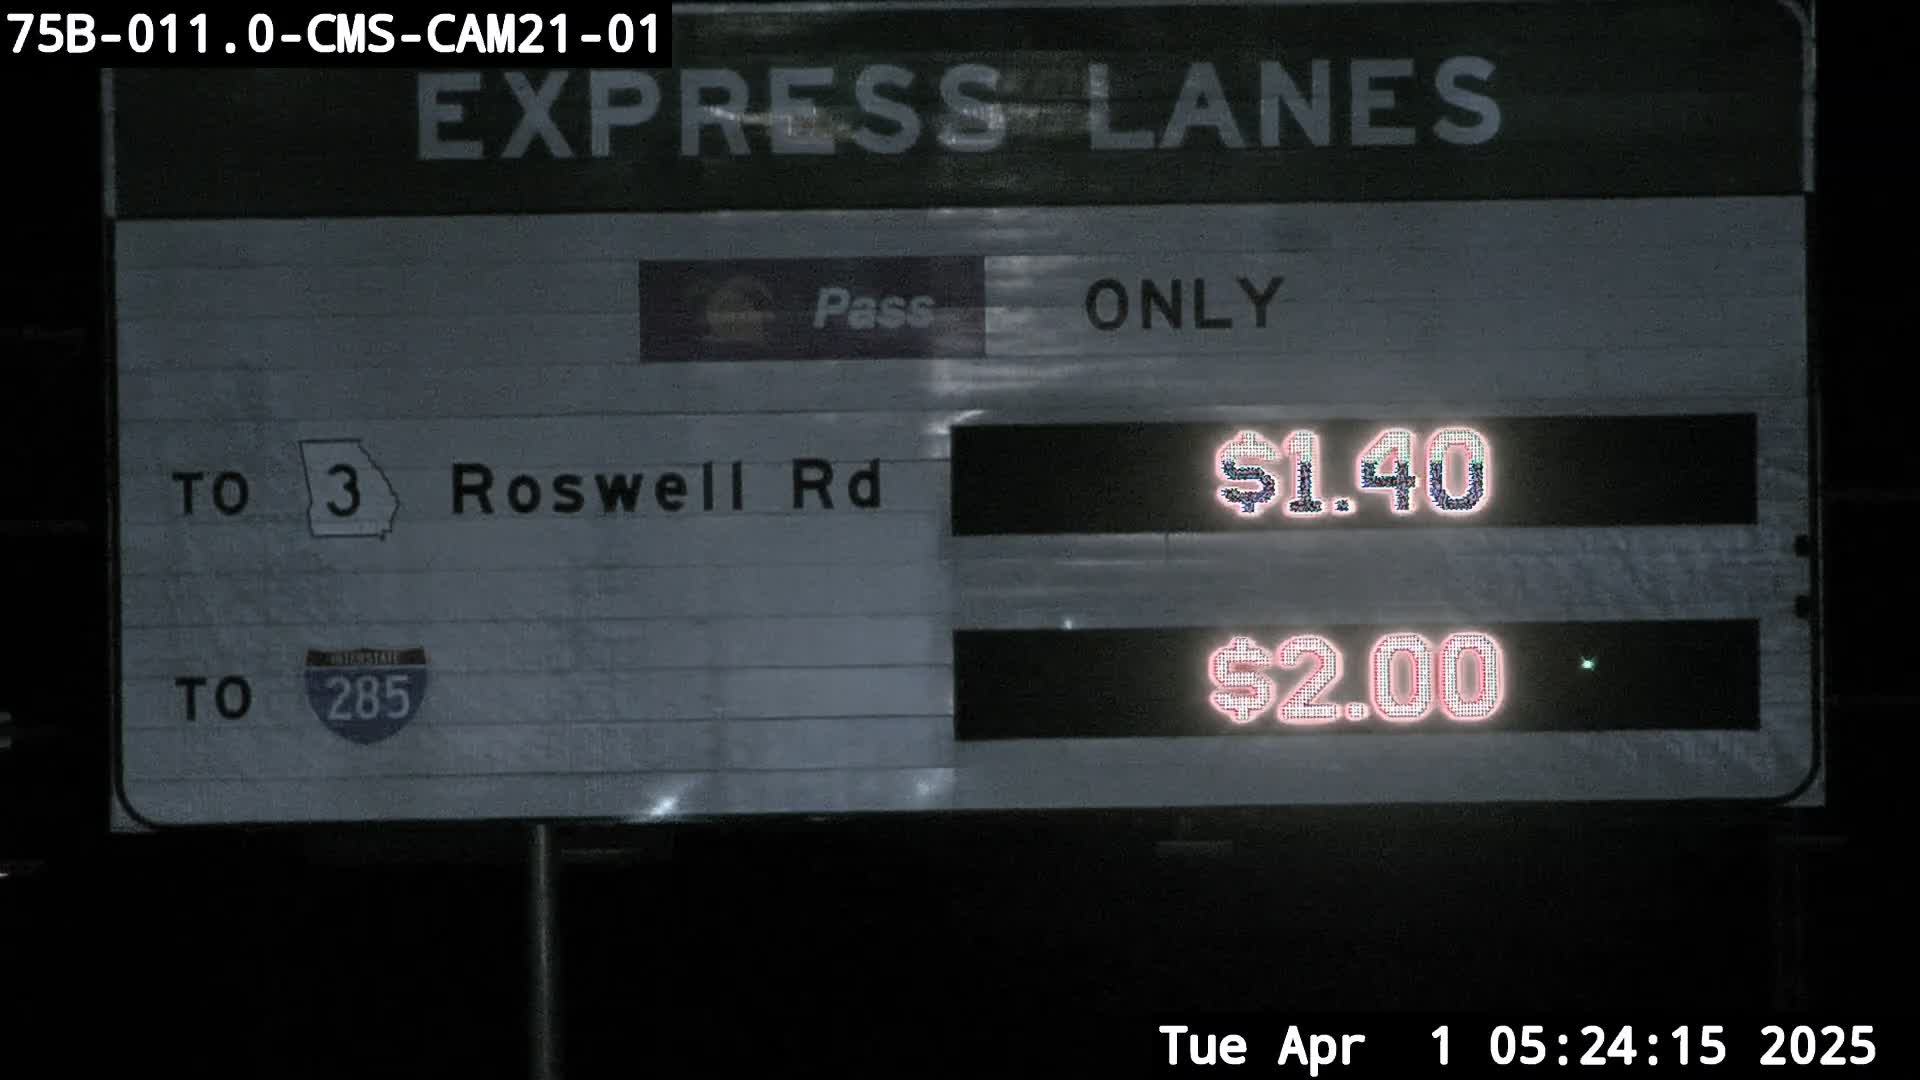 75B-011.0-CMS-CAM21-01
EXPRESS LANES
Pass ONLY
TO 3 Roswell Rd $1.40
TO INTERSTATE 285 $2.00
Tue Apr 1 05:24:15 2025